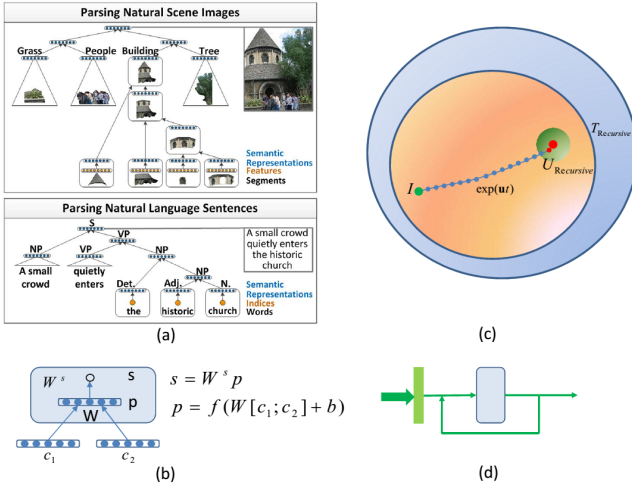 Parsing Natural Scene Images
Grass People Building Tree
Semantic
Representations
Features
Segments
Parsing Natural Language Sentences
S
NP VP VP
NP
NP
A small
crowd
quietly
enters
Det. Adj. N.
the historic church
A small crowd
quietly enters
the historic
church
Semantic
Representations
Indices
Words
(a)
I
exp(ut)
U_Recursive
T_Recursive
(c)
W^s s
p
W
c_1 c_2
s = W^s p
p = f(W[c_1;c_2]+b)
(b)
(d)